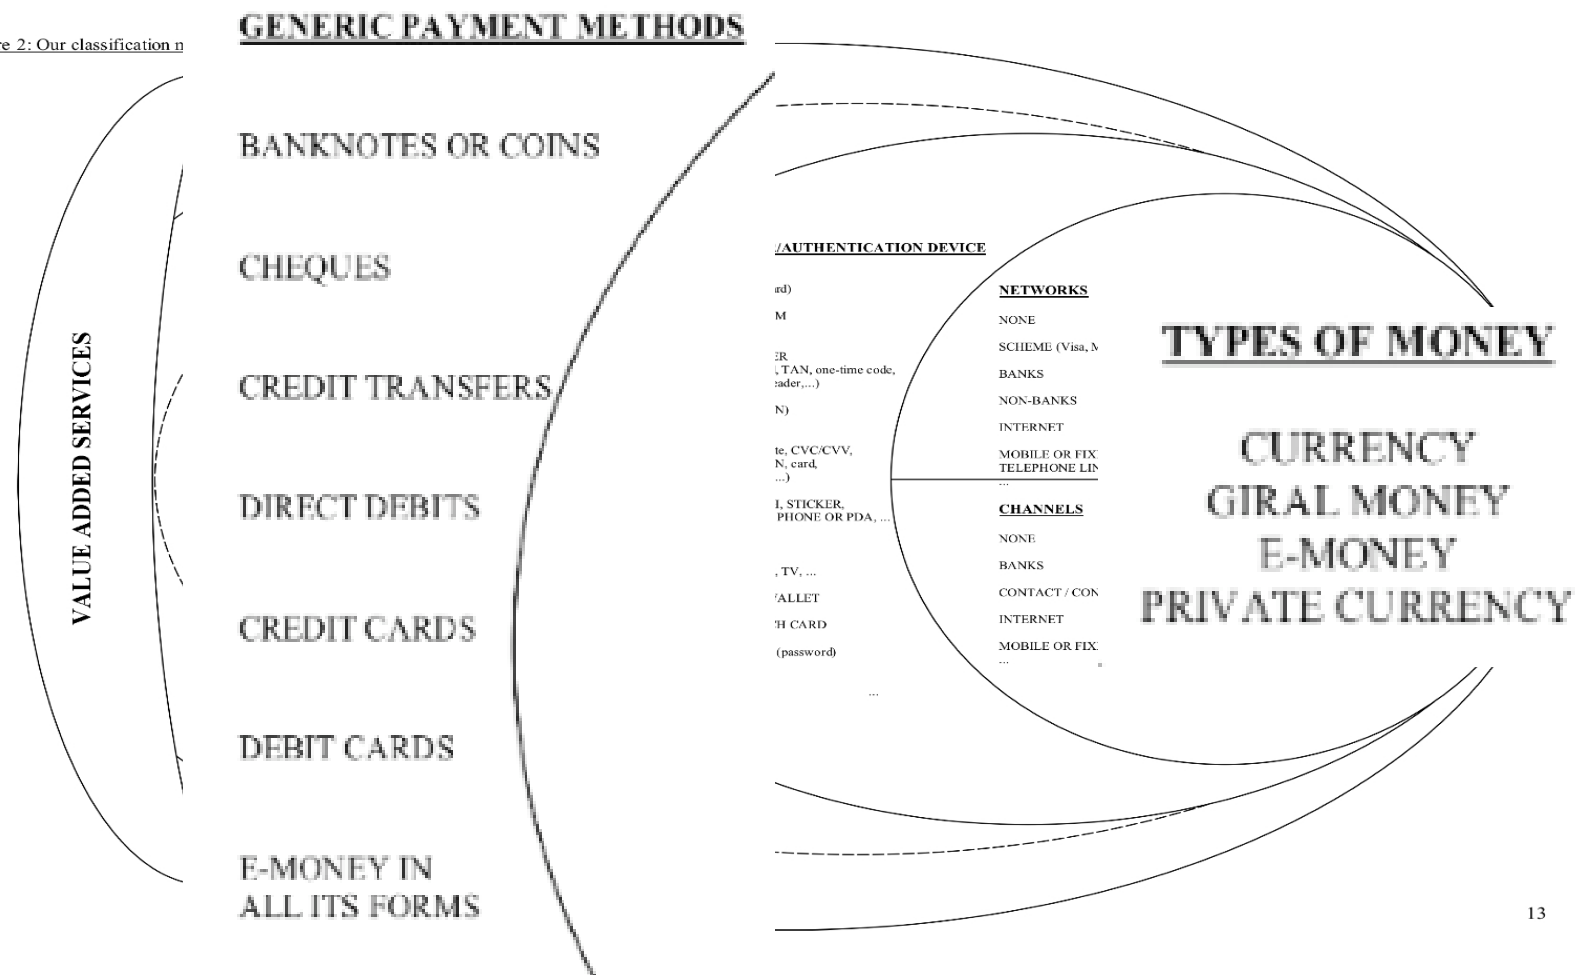 re 2: Our classification m
VALUE ADDED SERVICES
GENERIC PAYMENT METHODS
BANKNOTES OR COINS
CHEQUES
CREDIT TRANSFERS
DIRECT DEBITS
CREDIT CARDS
DEBIT CARDS
E-MONEY IN
ALL ITS FORMS
/AUTHENTICATION DEVICE
rd)
M
ER
, TAN, one-time code,
eader,...)
N)
te, CVC/CVV,
N, card,
...)
I, STICKER,
PHONE OR PDA, ...
, TV, ...
ALLET
H CARD
(password)
...
NETWORKS
NONE
SCHEME (Visa, M
BANKS
NON-BANKS
INTERNET
MOBILE OR FIX
TELEPHONE LIN
...
CHANNELS
NONE
BANKS
CONTACT / CON
INTERNET
MOBILE OR FIX
...
TYPES OF MONEY
CURRENCY
GIRAL MONEY
E-MONEY
PRIVATE CURRENCY
13